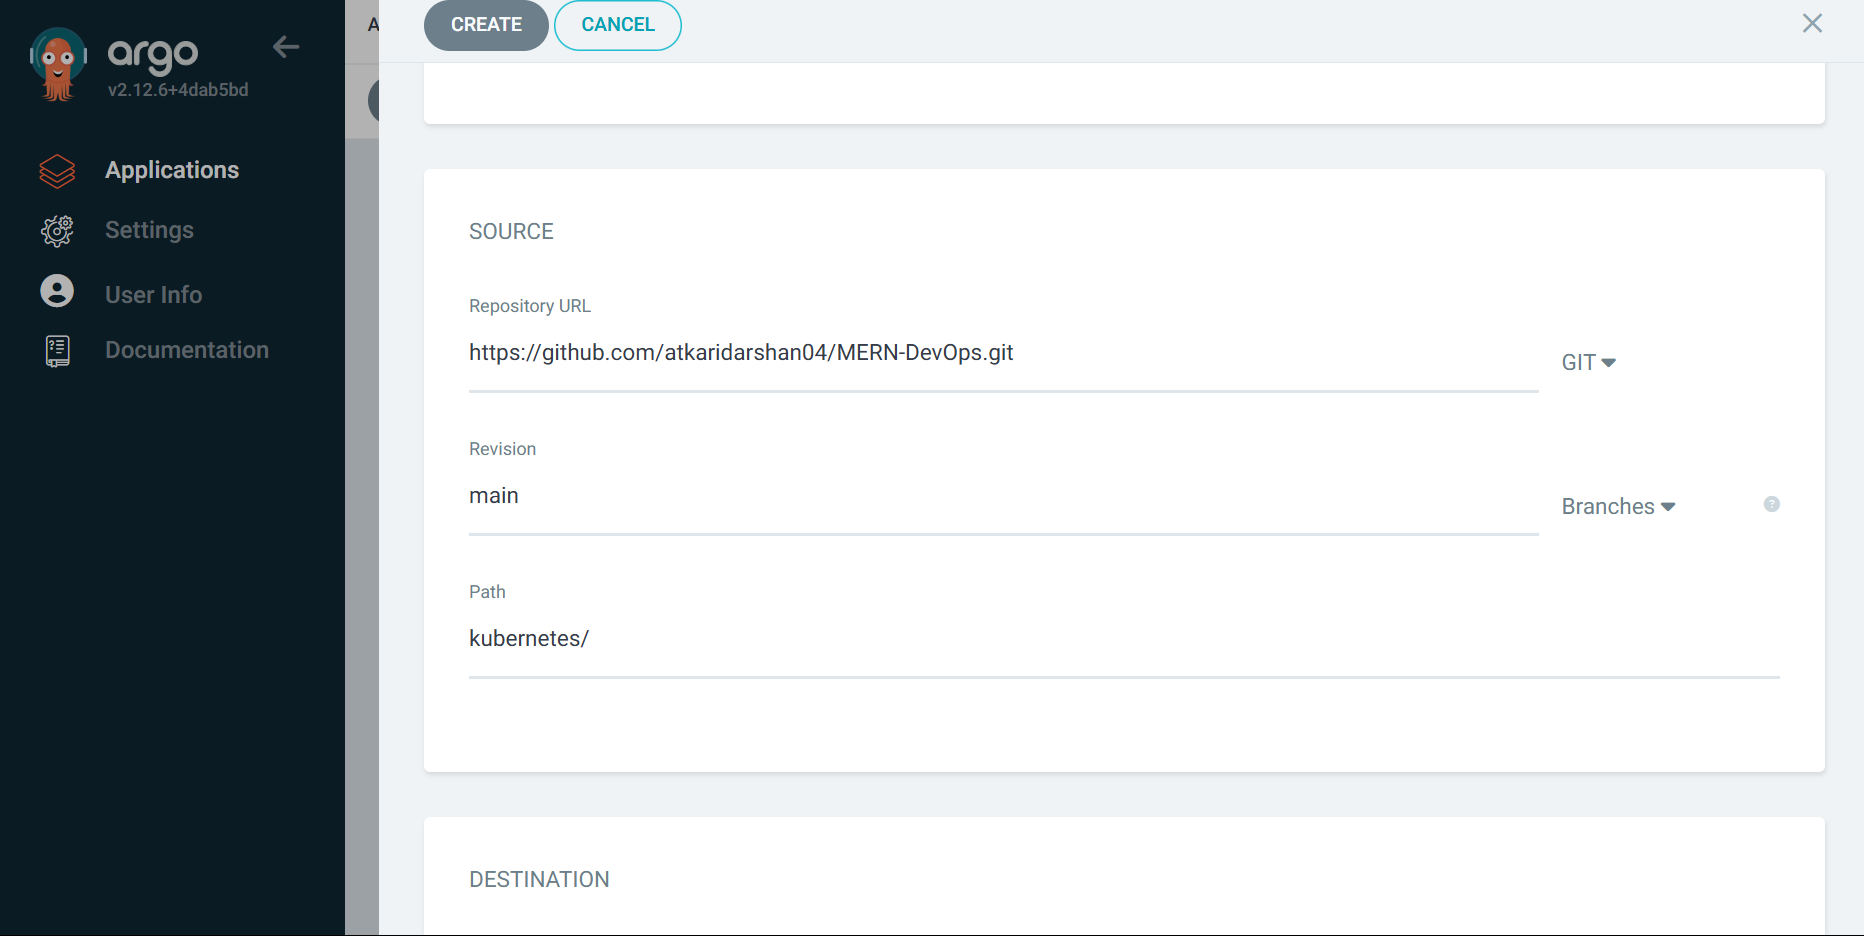 argo
v2.12.6+4dab5bd
Applications
Settings
User Info
Documentation
A
CREATE
CANCEL
SOURCE
Repository URL
https://github.com/atkaridarshan04/MERN-DevOps.git
GIT
Revision
main
Branches
?
Path
kubernetes/
DESTINATION